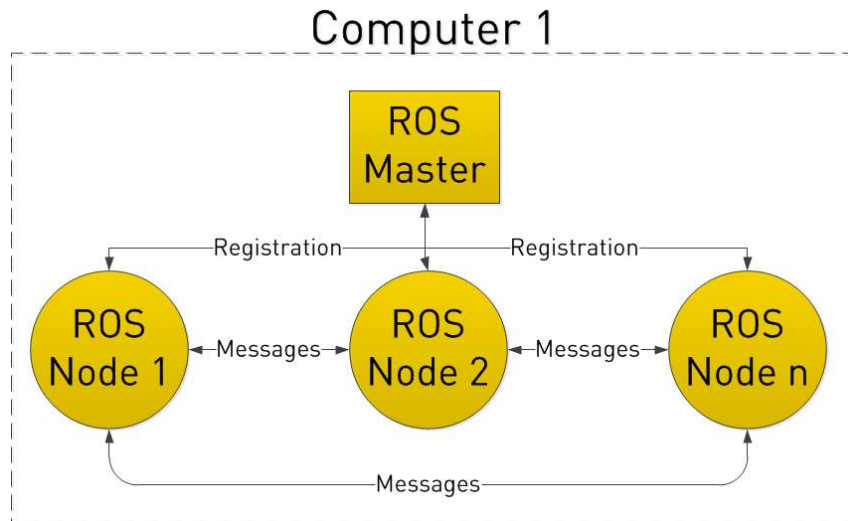 Computer 1
ROS
Master
Registration
Registration
ROS
Node 1
Messages
ROS
Node 2
Messages
ROS
Node n
Messages